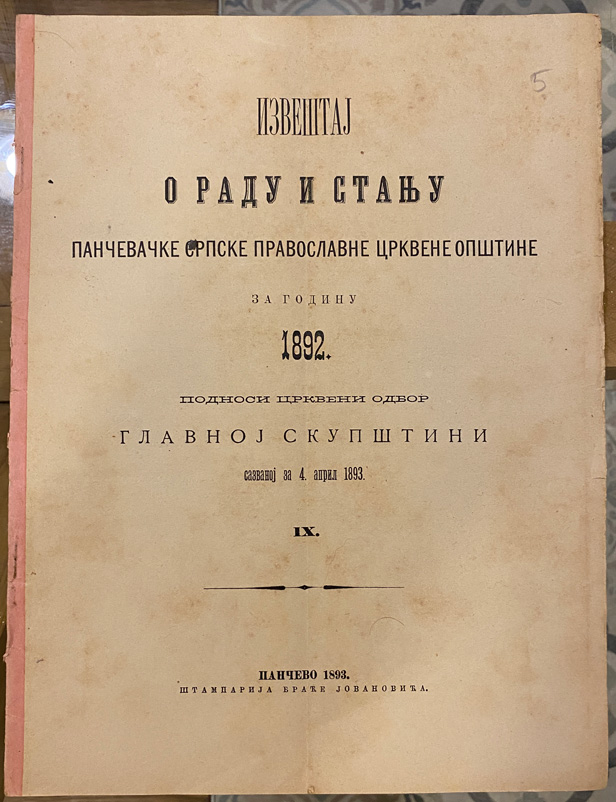 5
ИЗВЕШТАЈ
О РАДУ И СТАЊУ
ПАНЧЕВАЧКЕ СРПСКЕ ПРАВОСЛАВНЕ ЦРКВЕНЕ ОПШТИНЕ
ЗА ГОДИНУ
1892.
ПОДНОСИ ЦРКВЕНИ ОДБОР
ГЛАВНОЈ СКУПШТИНИ
сазваној за 4. април 1893.
IX.
ПАНЧЕВО 1893.
ШТАМПАРИЈА БРАЋЕ ЈОВАНОВИЋА.